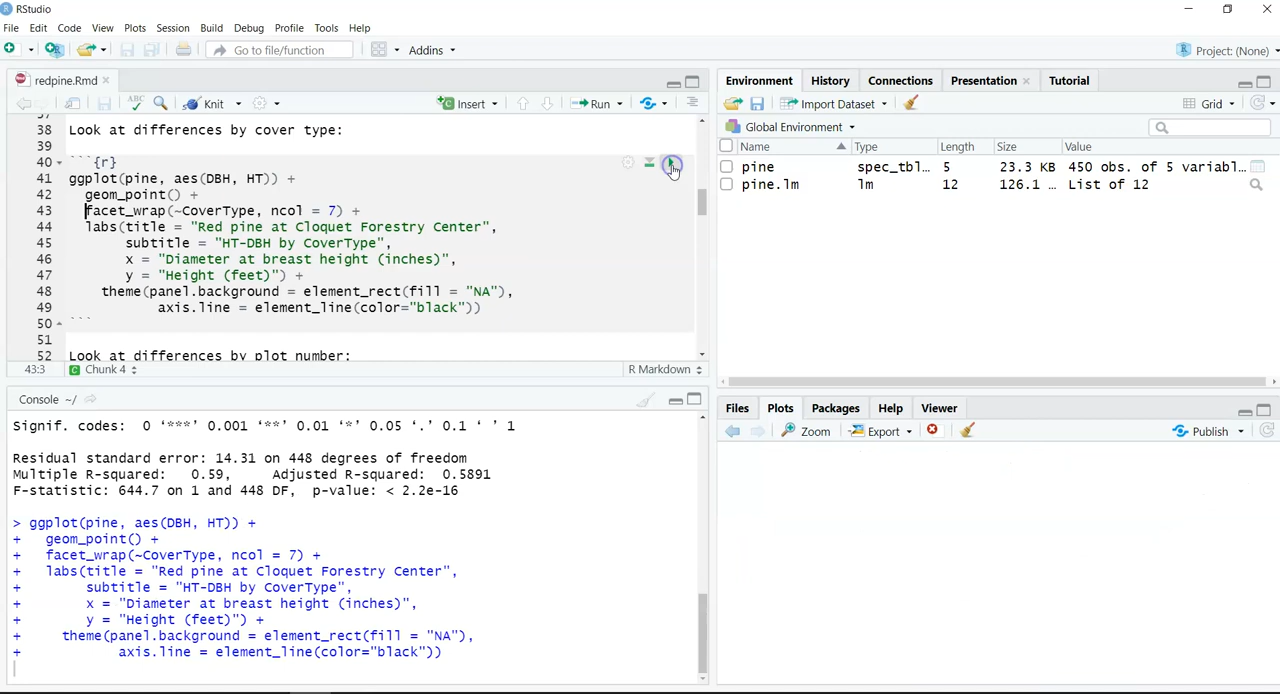 RStudio
File Edit Code View Plots Session Build Debug Profile Tools Help
Go to file/function Addins Project: (None)
redpine.Rmd
Knit Insert Run
38 Look at differences by cover type:
39
40 ```{r}
41 ggplot(pine, aes(DBH, HT)) +
42 geom_point() +
43 facet_wrap(~CoverType, ncol = 7) +
44 labs(title = "Red pine at Cloquet Forestry Center",
45 subtitle = "HT-DBH by CoverType",
46 x = "Diameter at breast height (inches)",
47 y = "Height (feet)") +
48 theme(panel.background = element_rect(fill = "NA"),
49 axis.line = element_line(color="black"))
50 ```
51
52 Look at differences by plot number:
43:3 Chunk 4 R Markdown
Console ~/
Signif. codes: 0 ‘***’ 0.001 ‘**’ 0.01 ‘*’ 0.05 ‘.’ 0.1 ‘ ’ 1
Residual standard error: 14.31 on 448 degrees of freedom
Multiple R-squared: 0.59, Adjusted R-squared: 0.5891
F-statistic: 644.7 on 1 and 448 DF, p-value: < 2.2e-16
> ggplot(pine, aes(DBH, HT)) +
+ geom_point() +
+ facet_wrap(~CoverType, ncol = 7) +
+ labs(title = "Red pine at Cloquet Forestry Center",
+ subtitle = "HT-DBH by CoverType",
+ x = "Diameter at breast height (inches)",
+ y = "Height (feet)") +
+ theme(panel.background = element_rect(fill = "NA"),
+ axis.line = element_line(color="black"))
Environment History Connections Presentation Tutorial
Import Dataset Grid
Global Environment
Name Type Length Size Value
pine spec_tbl… 5 23.3 KB 450 obs. of 5 variabl…
pine.lm lm 12 126.1 … List of 12
Files Plots Packages Help Viewer
Zoom Export Publish